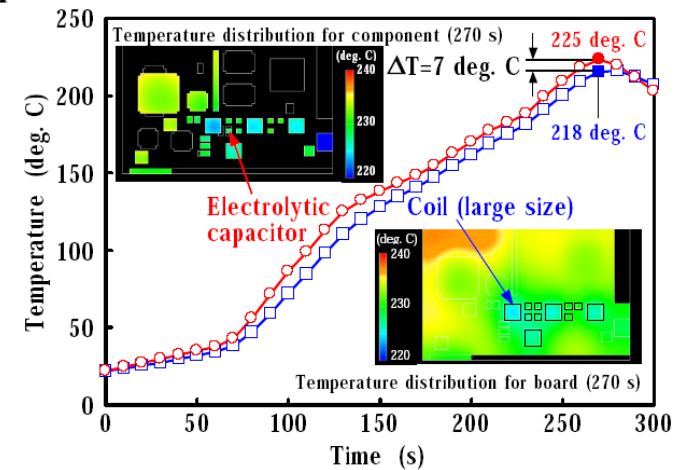 250
200
150
100
50
0
Temperature (deg. C)
Temperature distribution for component (270 s)
(deg. C)
240
230
220
225 deg. C
ΔT=7 deg. C
218 deg. C
Electrolytic
capacitor
Coil (large size)
(deg. C)
240
230
220
Temperature distribution for board (270 s)
0 50 100 150 200 250 300
Time (s)